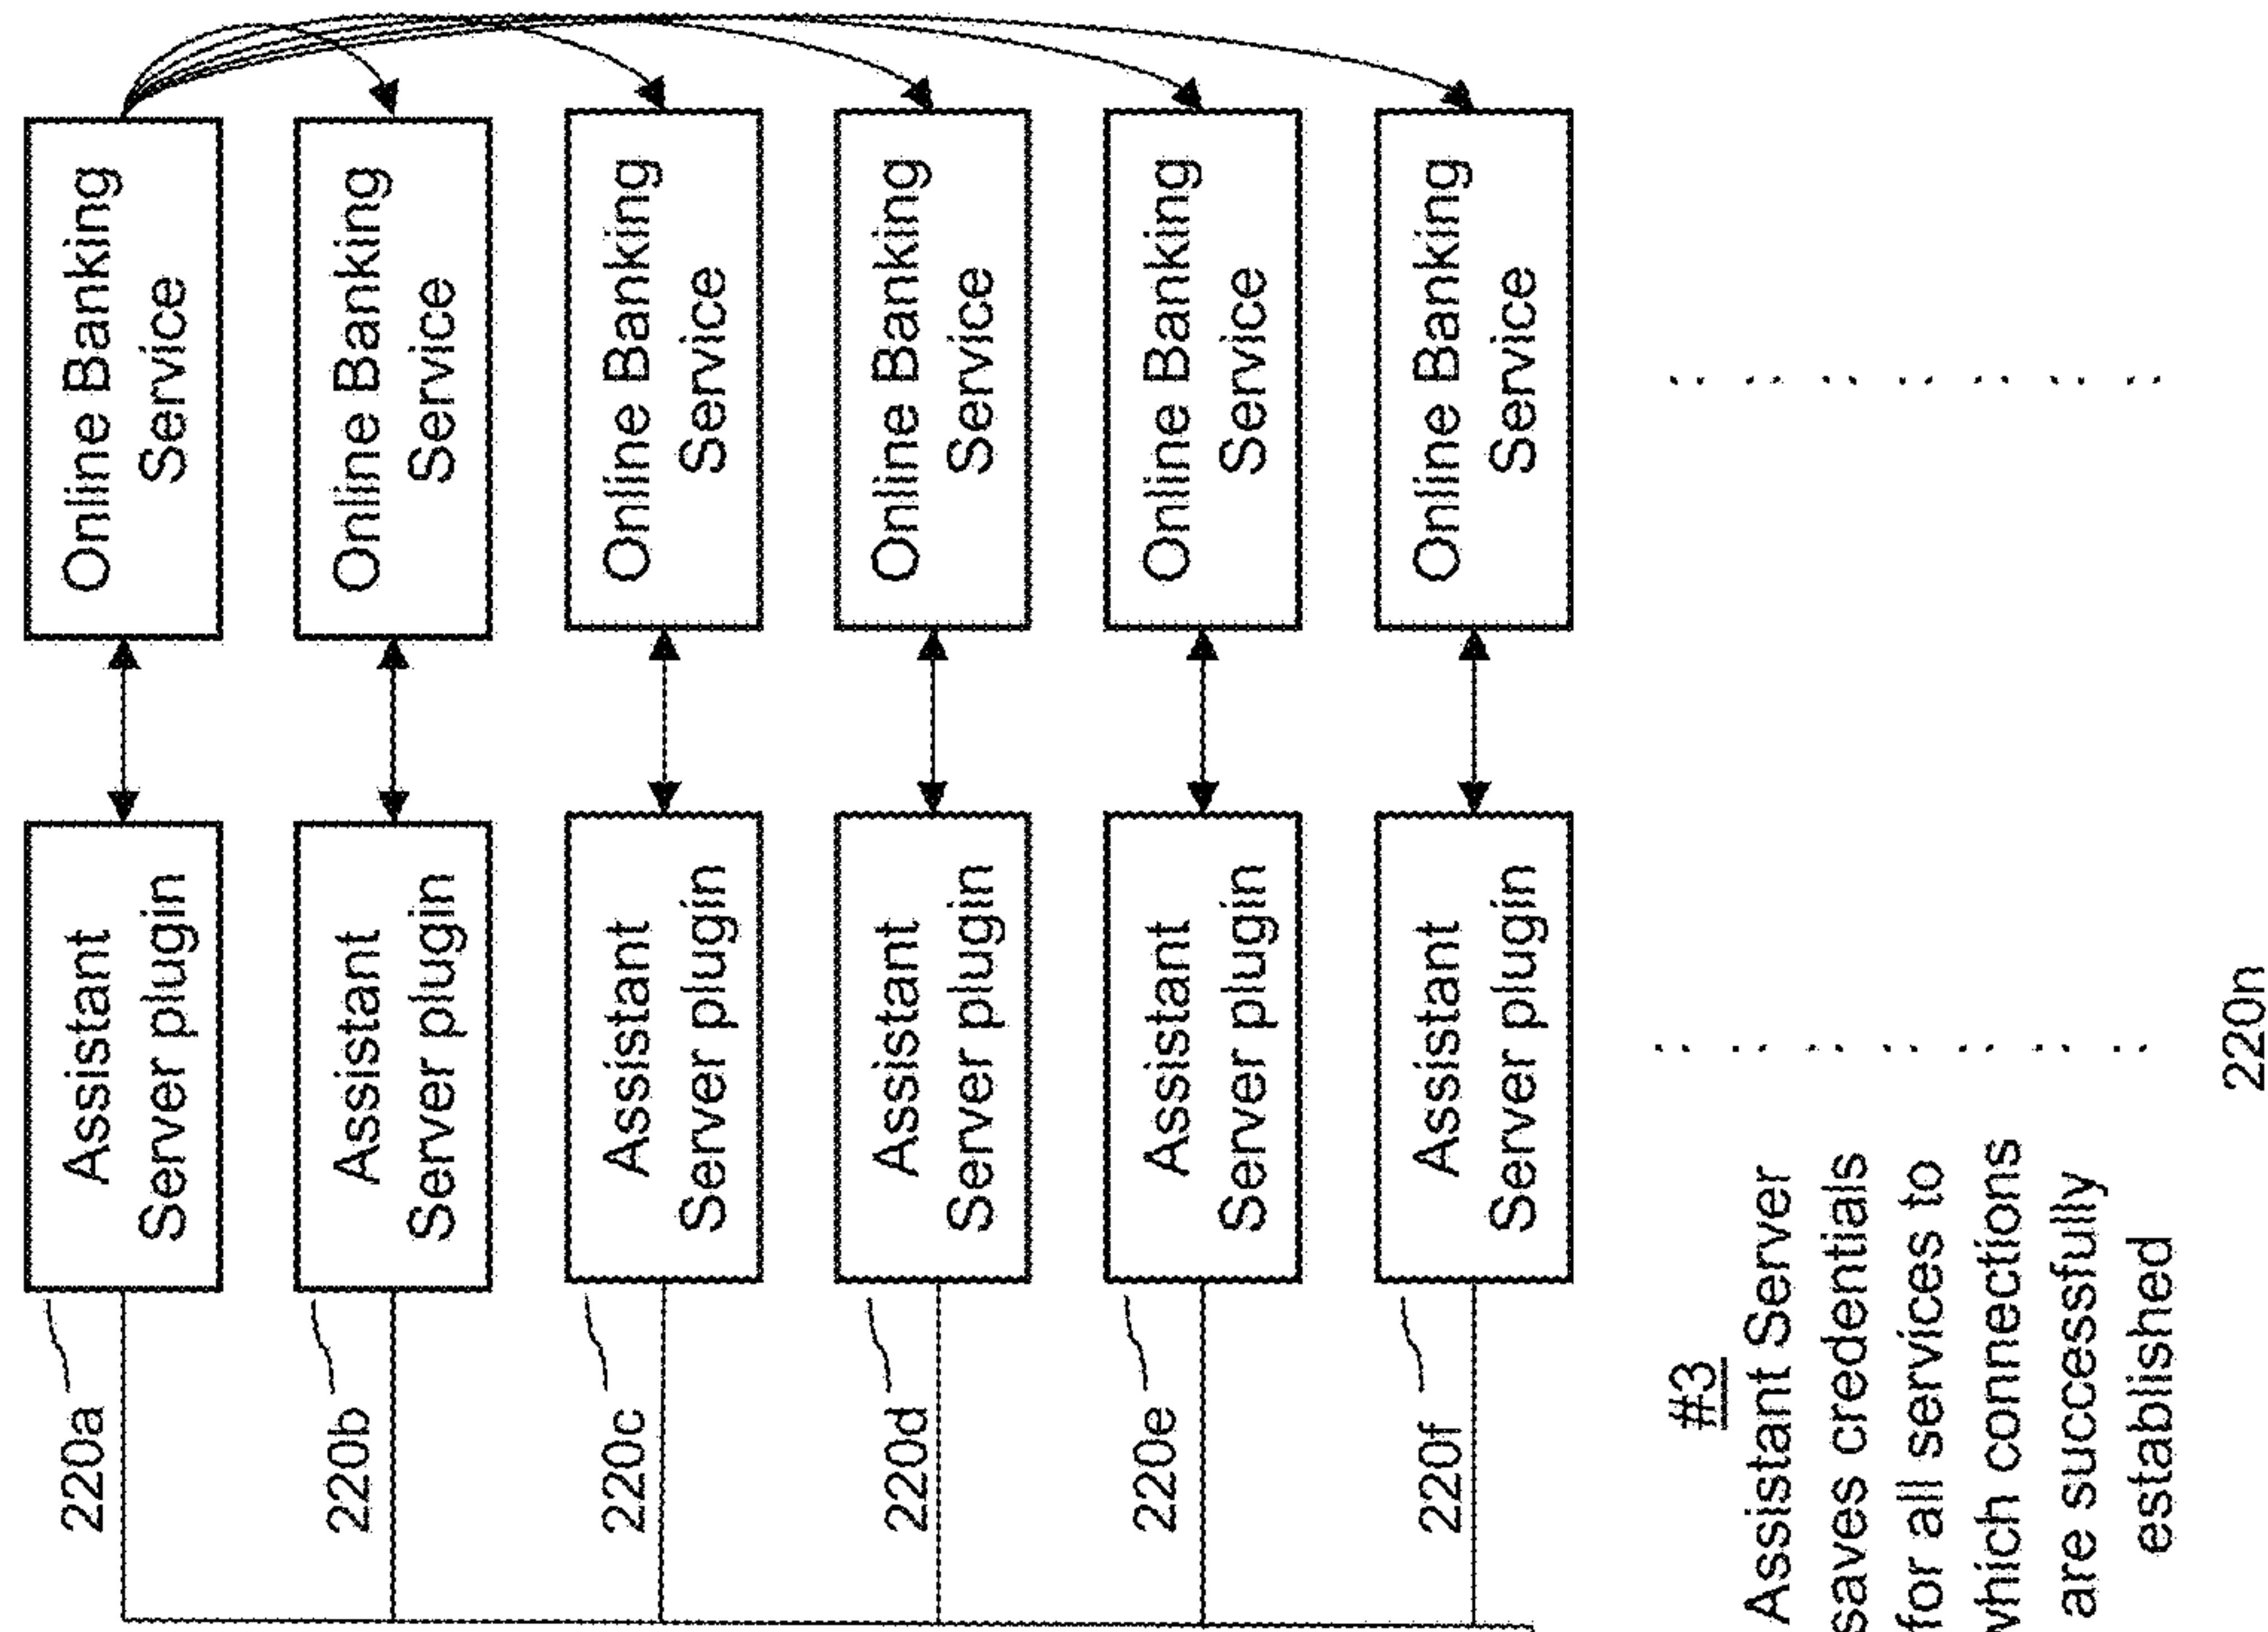 Online Banking
Service
Online Banking
Service
Online Banking
Service
Online Banking
Service
Online Banking
Service
Online Banking
Service
Assistant
Server plugin
Assistant
Server plugin
Assistant
Server plugin
Assistant
Server plugin
Assistant
Server plugin
Assistant
Server plugin
220a
220b
220c
220d
220e
220f
220n
#3
Assistant Server
saves credentials
for all services to
which connections
are successfully
established